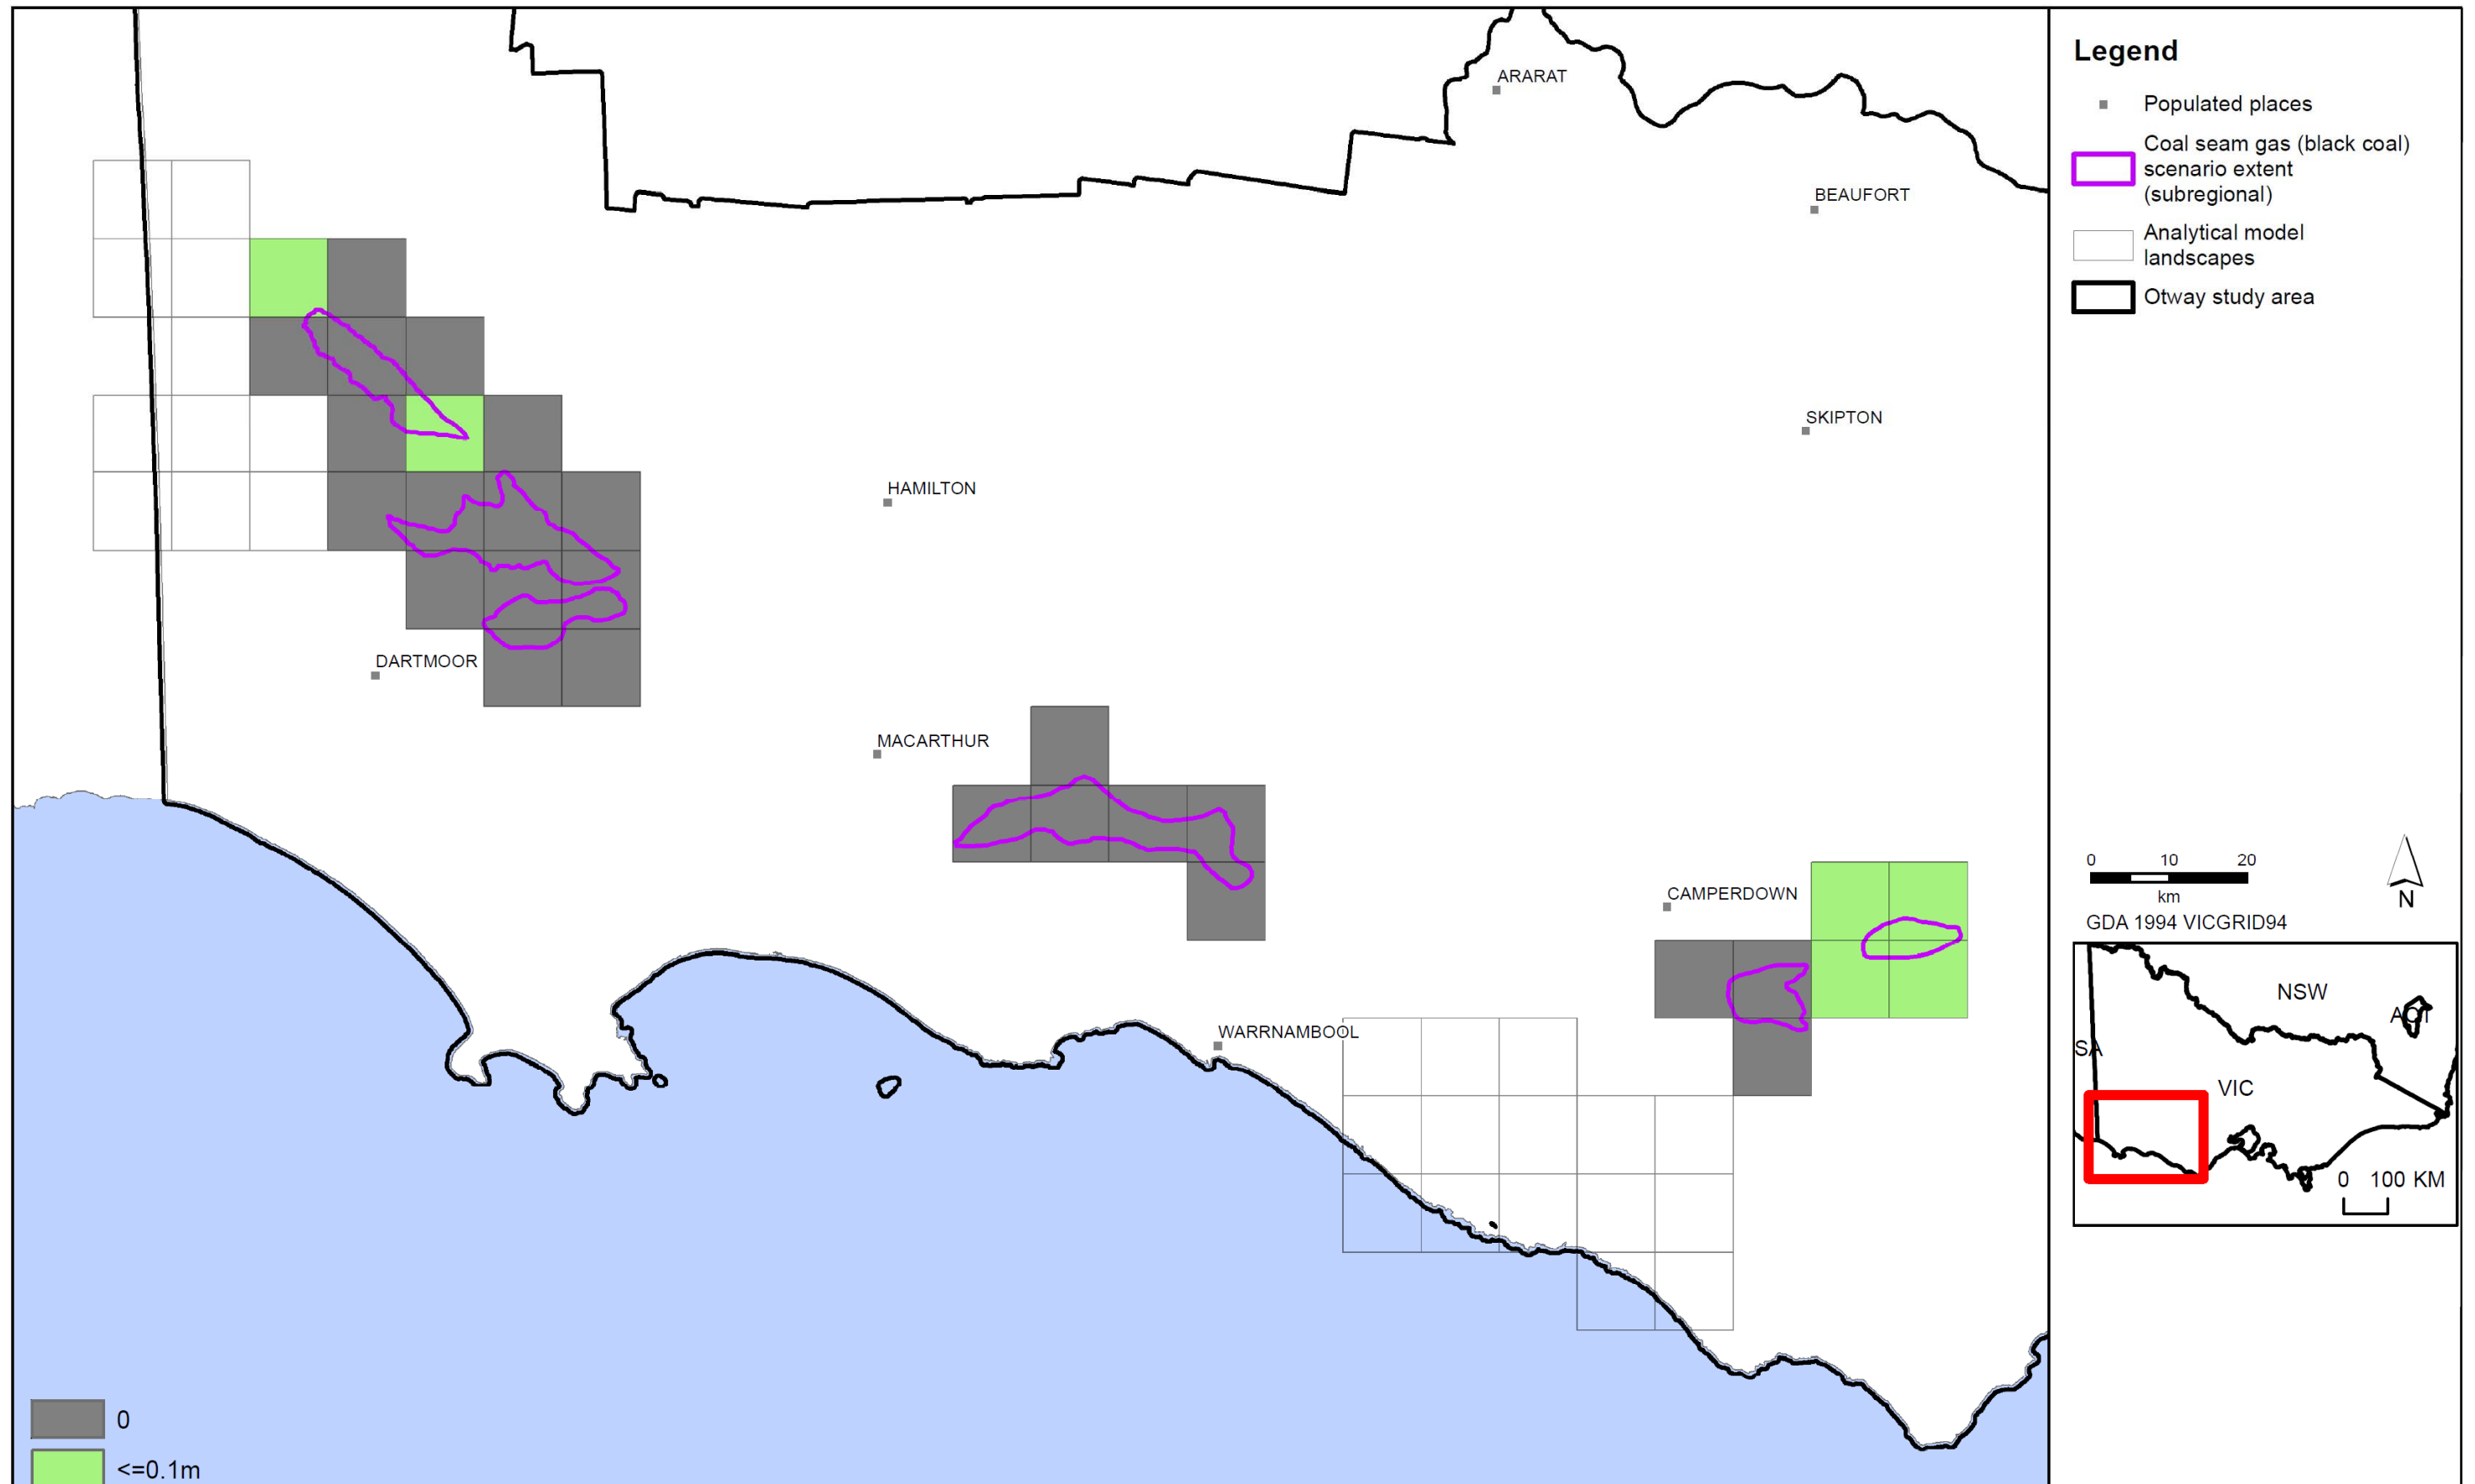 ARARAT
BEAUFORT
SKIPTON
HAMILTON
DARTMOOR
MACARTHUR
CAMPERDOWN
WARRNAMBOOL
0
<=0.1m
Legend
Populated places
Coal seam gas (black coal)
scenario extent
(subregional)
Analytical model
landscapes
Otway study area
0 10 20
km
N
GDA 1994 VICGRID94
NSW
ACT
SA
VIC
0 100 KM